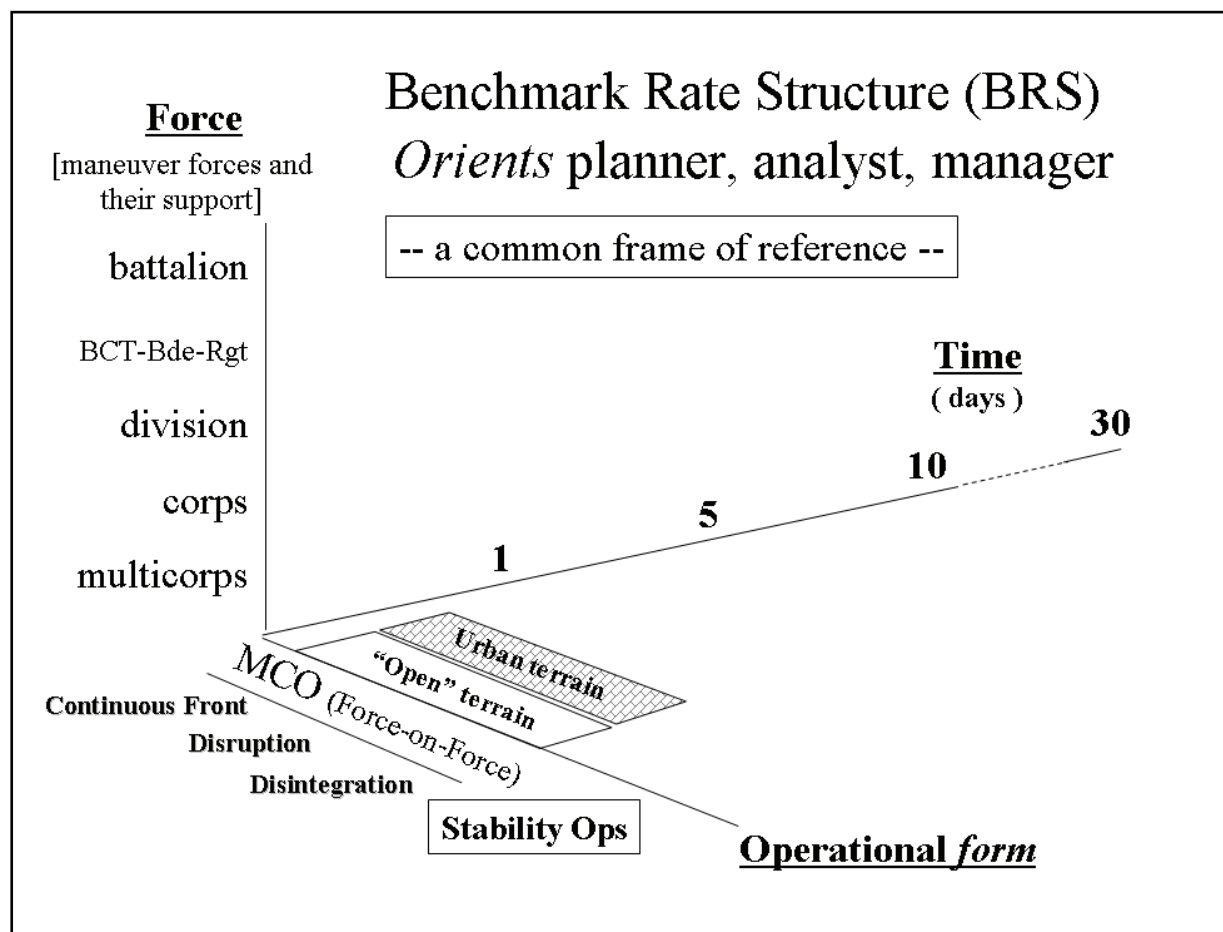 Benchmark Rate Structure (BRS)
Orients planner, analyst, manager
-- a common frame of reference --
Force
[maneuver forces and
their support]
battalion
BCT-Bde-Rgt
division
corps
multicorps
Time
( days )
1
5
10
30
Urban terrain
“Open” terrain
MCO (Force-on-Force)
Continuous Front
Disruption
Disintegration
Stability Ops
Operational form